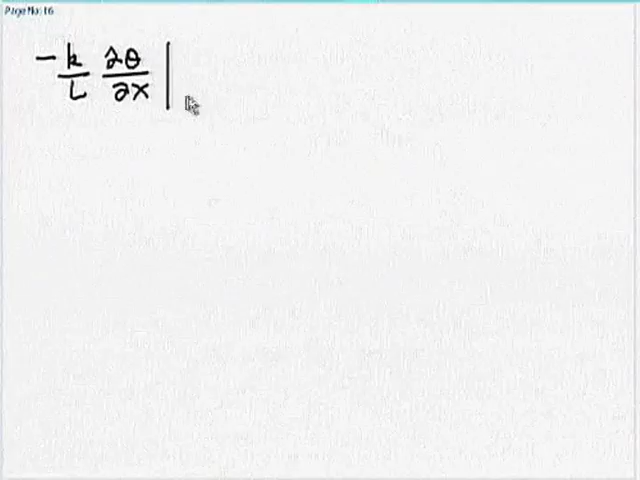 Page No: 16
-k/L ∂θ/∂x |